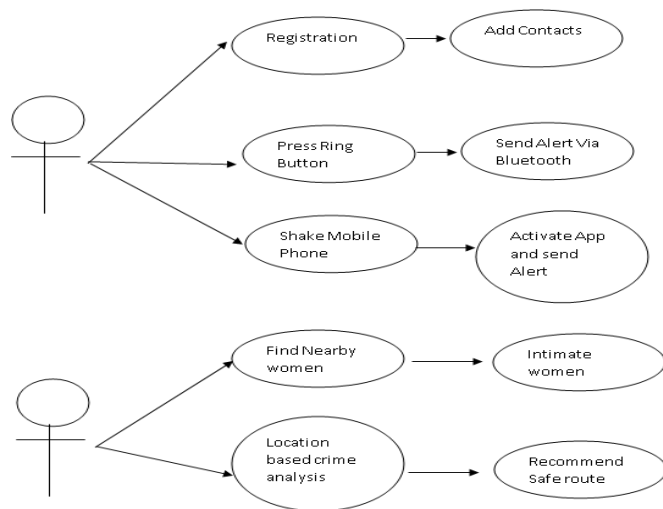 Registration
Add Contacts
Press Ring
Button
Send Alert Via
Bluetooth
Shake Mobile
Phone
Activate App
and send
Alert
Find Nearby
women
Intimate
women
Location
based crime
analysis
Recommend
Safe route